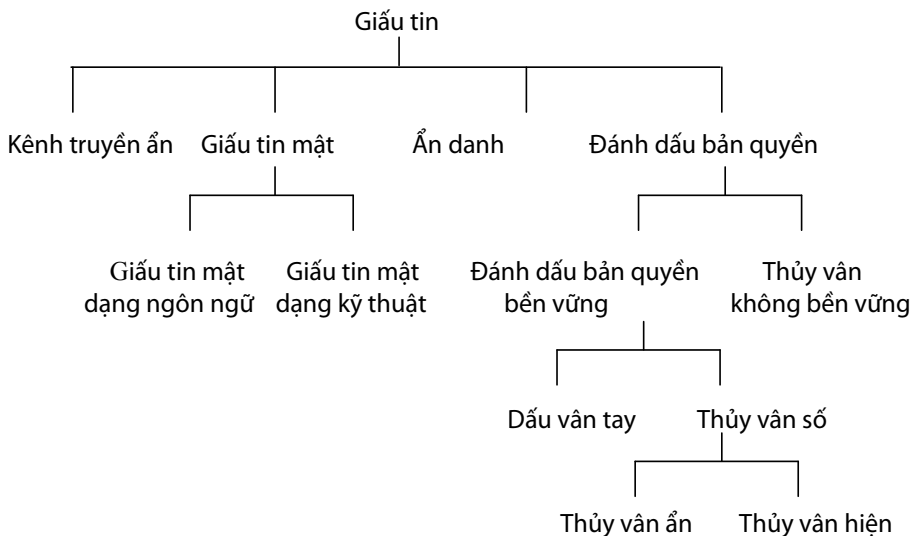 Giấu tin
Kênh truyền ẩn Giấu tin mật Ẩn danh Đánh dấu bản quyền
Giấu tin mật
dạng ngôn ngữ
Giấu tin mật
dạng kỹ thuật
Đánh dấu bản quyền
bền vững
Thủy vân
không bền vững
Dấu vân tay Thủy vân số
Thủy vân ẩn Thủy vân hiện